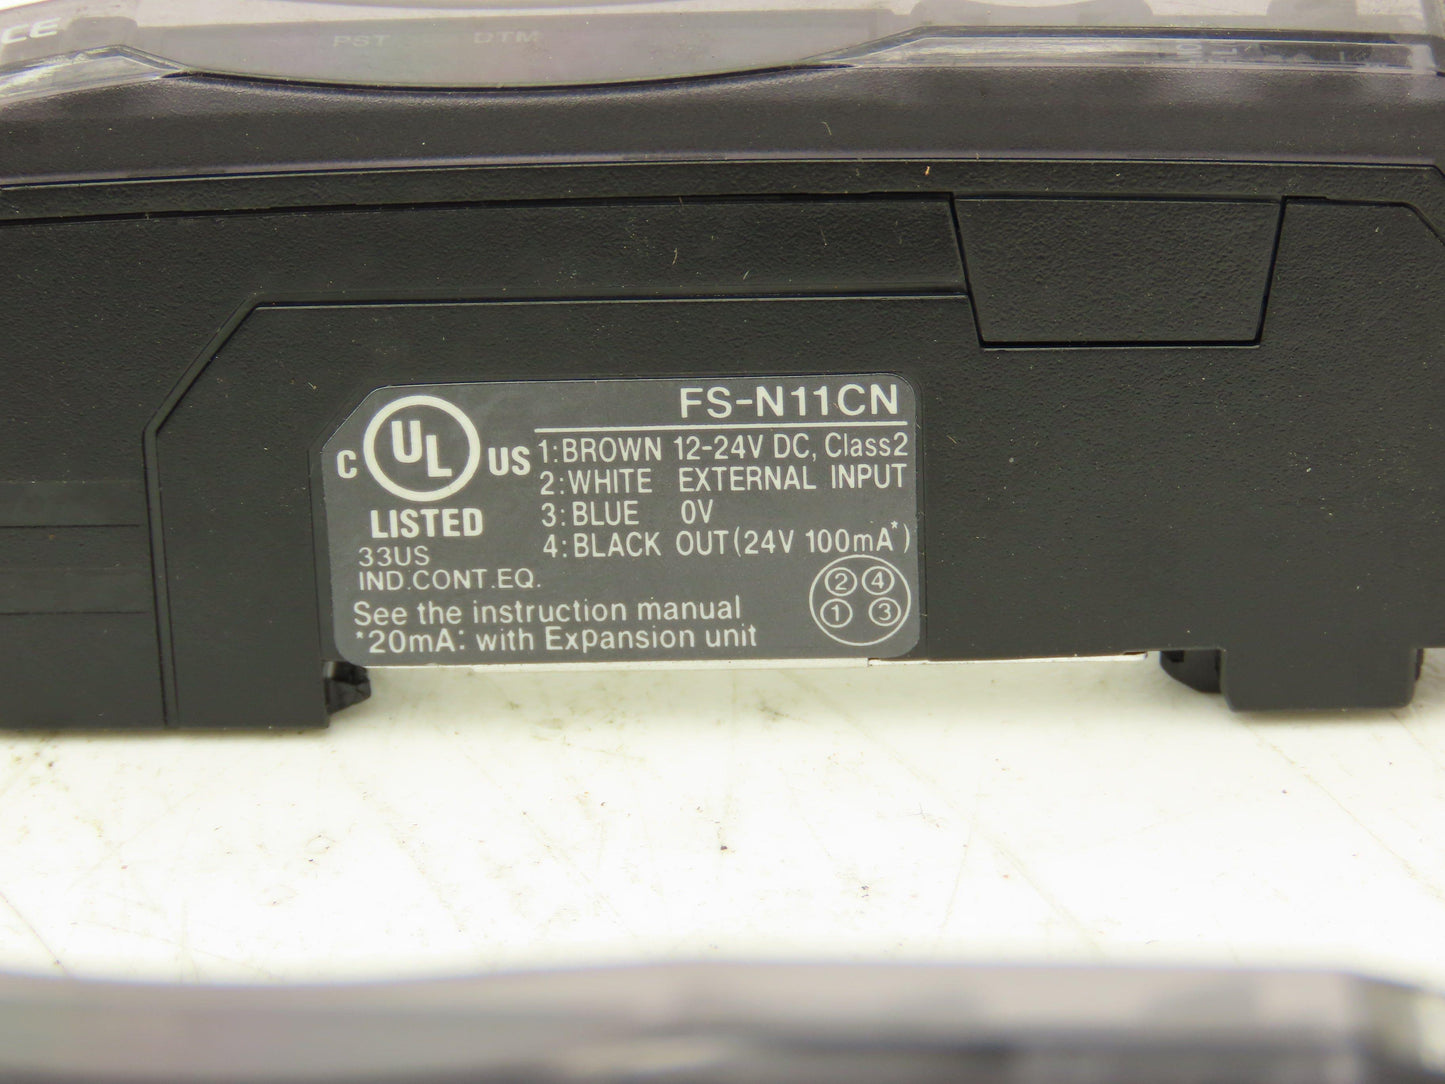 CE
PST DTM
FS-N11CN
C UL US
LISTED
33US
IND.CONT.EQ.
1:BROWN 12-24V DC, Class2
2:WHITE EXTERNAL INPUT
3:BLUE 0V
4:BLACK OUT(24V 100mA*)
See the instruction manual
*20mA: with Expansion unit
2 4
1 3